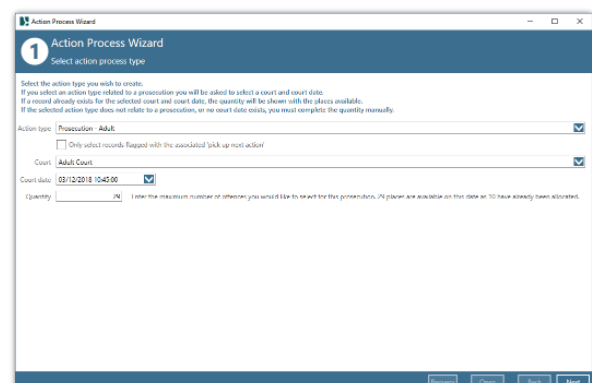 Action Process Wizard
1
Action Process Wizard
Select action process type
Select the action type you wish to create.
If you select an action type related to a prosecution you will be asked to select a court and court date.
If a record already exists for the selected court and court date, the quantity will be shown with the places available.
If the selected action type does not relate to a prosecution, or no court date exists, you must complete the quantity manually.
Action type Prosecution - Adult
Only select records flagged with the associated 'pick up next action'
Court Adult Court
Court date 03/12/2018 10:45:00
Quantity 29 Enter the maximum number of offences you would like to select for this prosecution. 29 places are available on this date as 10 have already been allocated.
Open Back Next